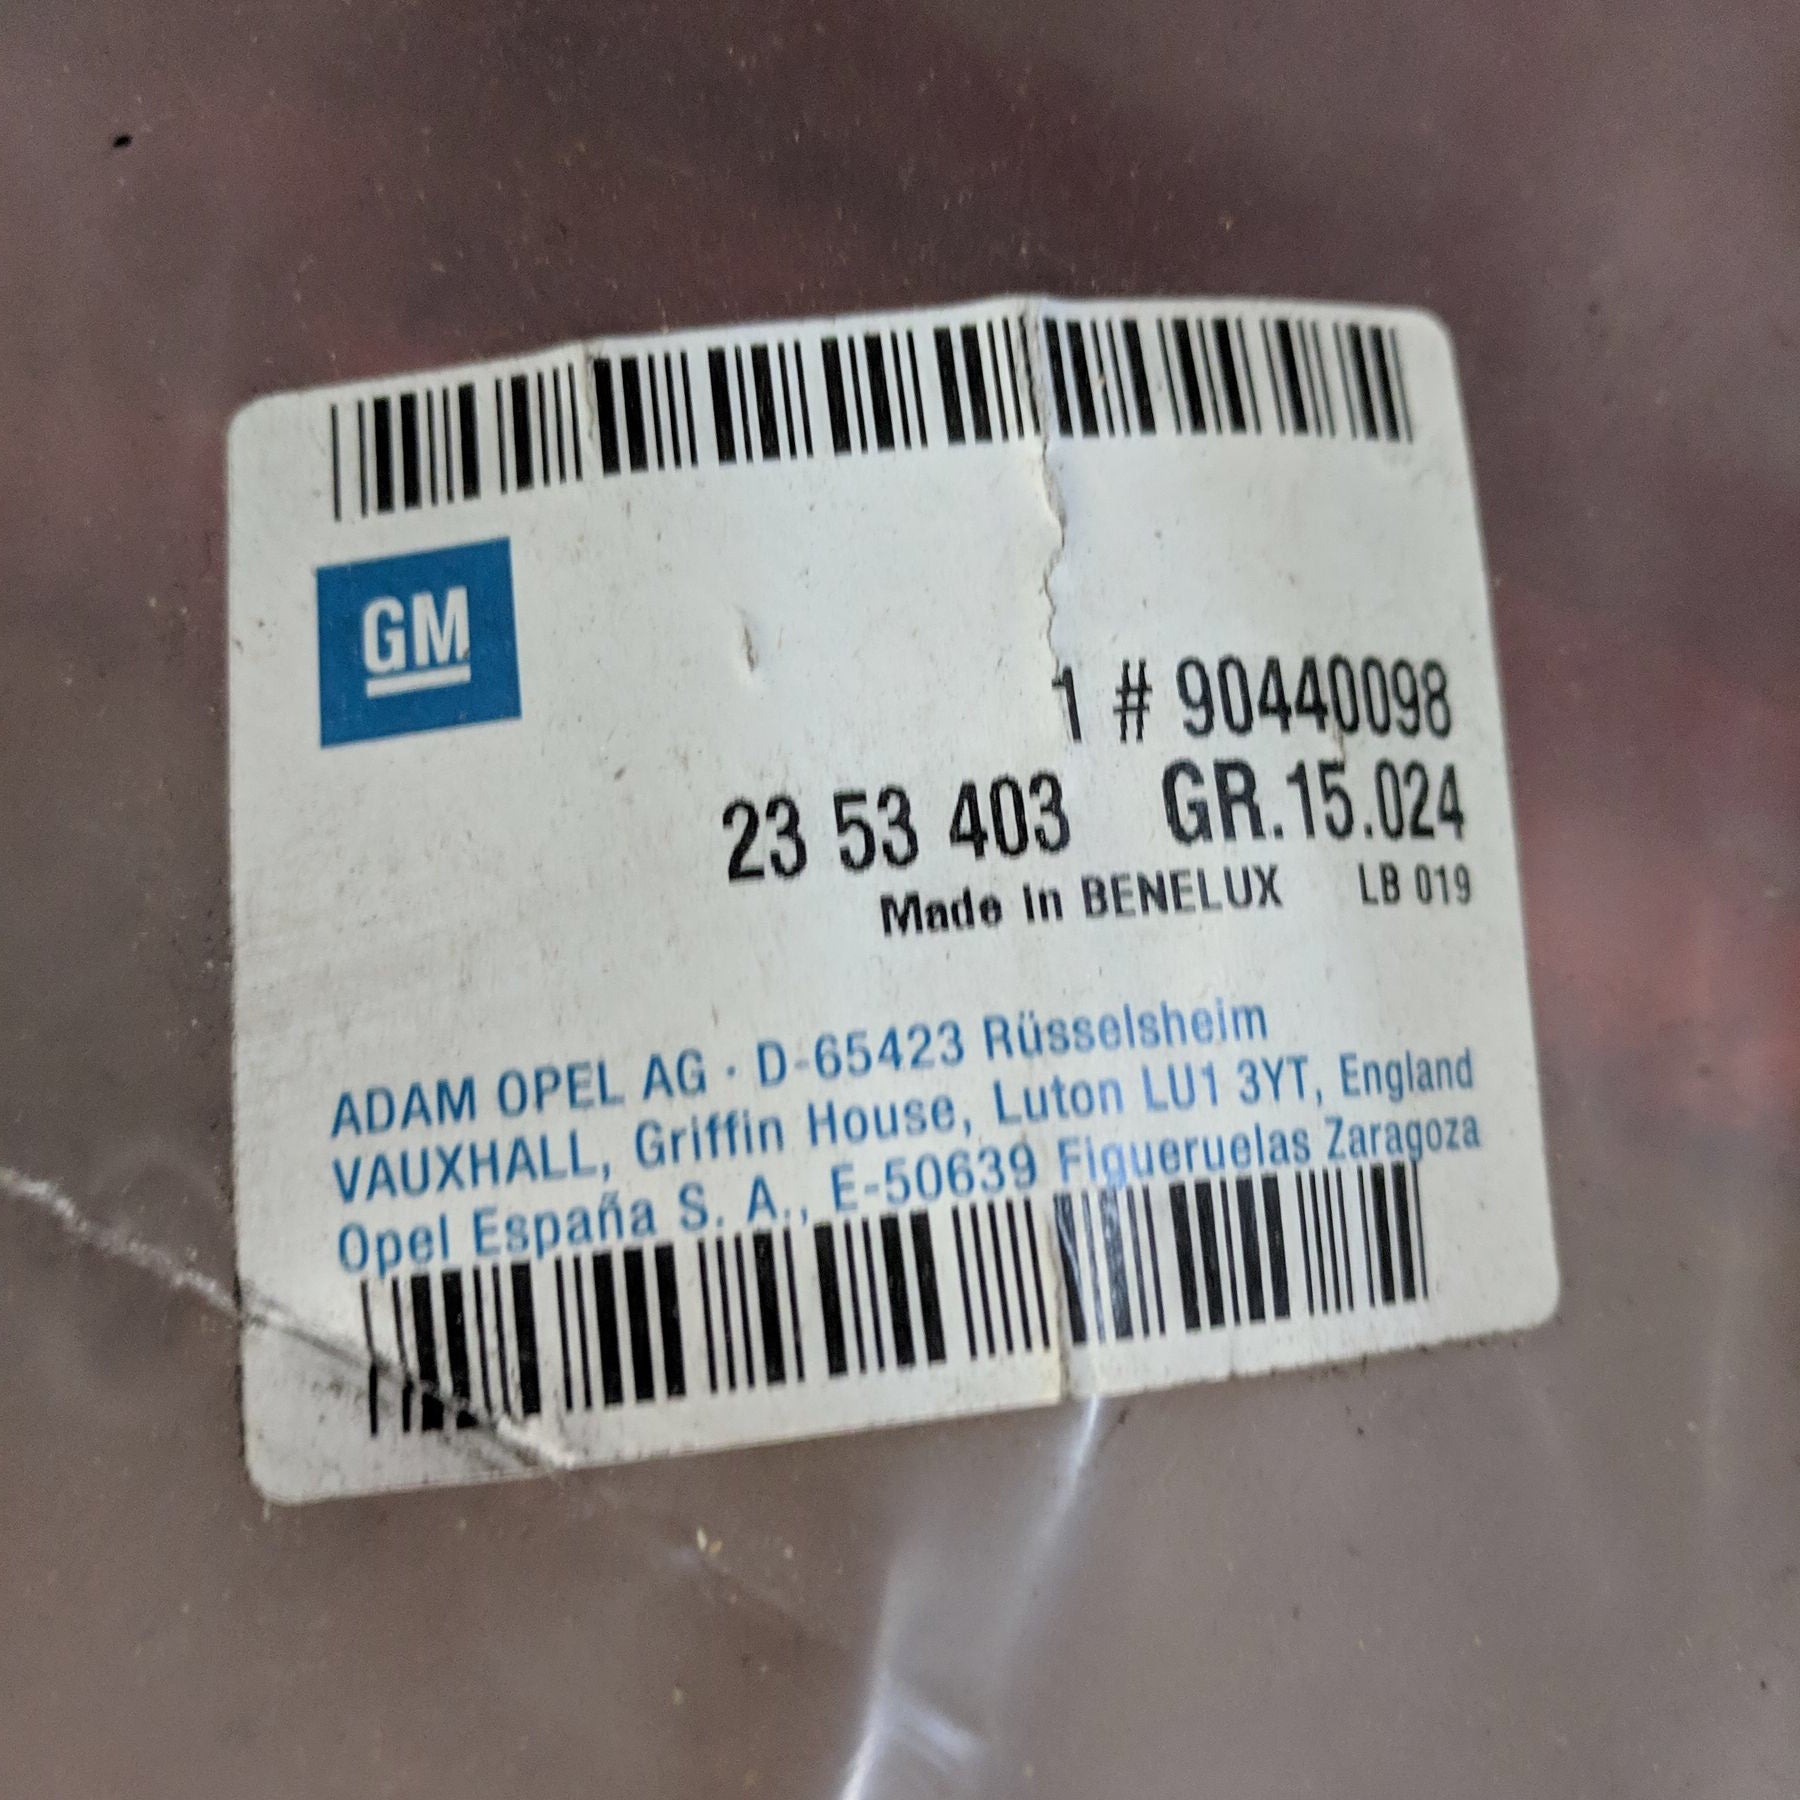 GM
1 # 90440098
23 53 403 GR.15.024
Made in BENELUX LB 019
ADAM OPEL AG · D-65423 Rüsselsheim
VAUXHALL, Griffin House, Luton LU1 3YT, England
Opel España S. A., E-50639 Figueruelas Zaragoza